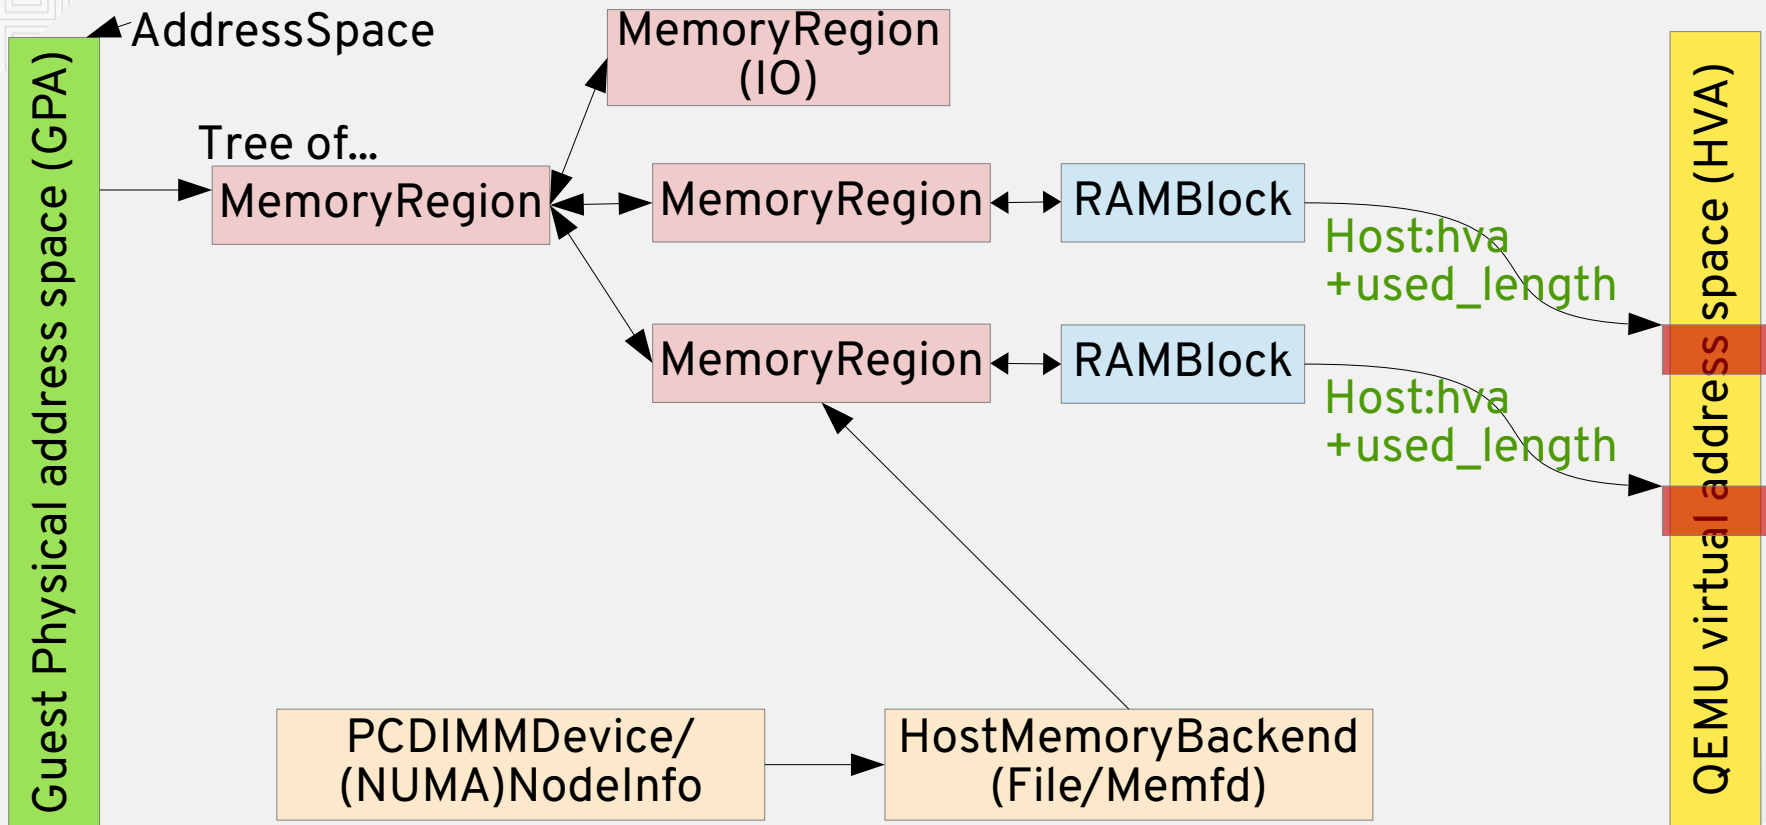 AddressSpace
Guest Physical address space (GPA)
Tree of...
MemoryRegion
MemoryRegion
(IO)
MemoryRegion
RAMBlock
Host:hva
+used_length
MemoryRegion
RAMBlock
Host:hva
+used_length
PCDIMMDevice/
(NUMA)NodeInfo
HostMemoryBackend
(File/Memfd)
QEMU virtual address space (HVA)